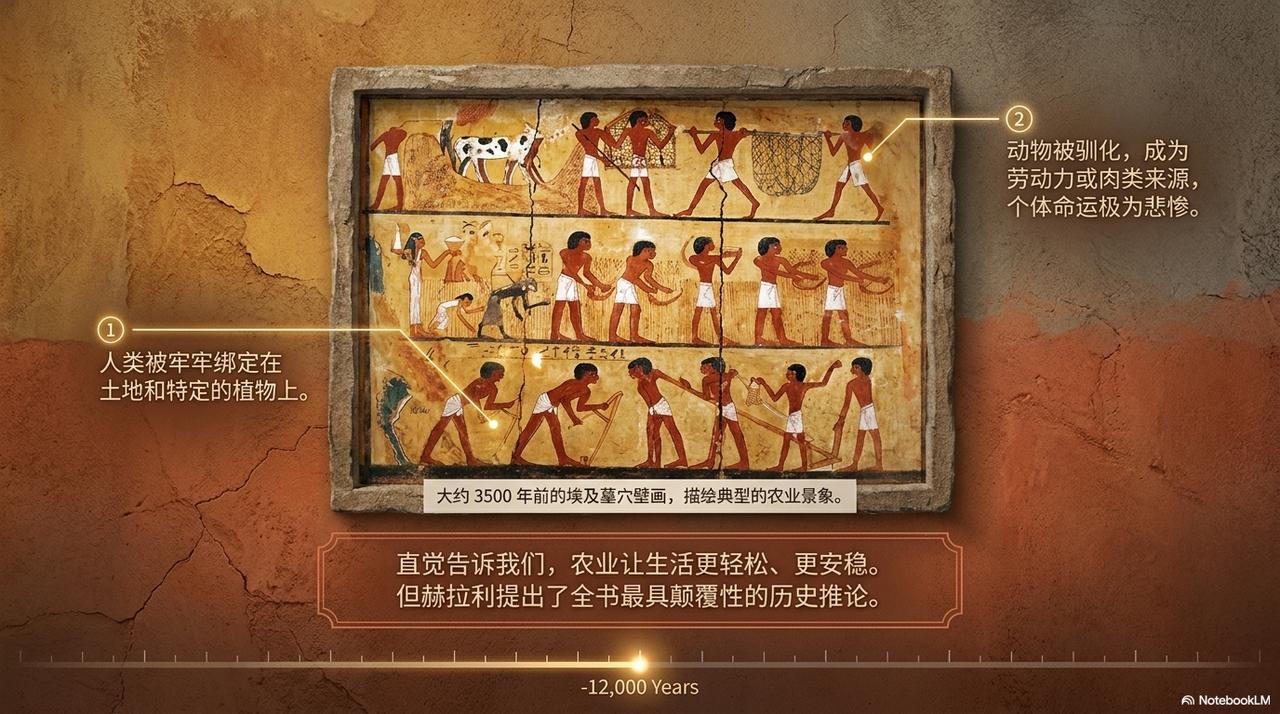 ②
动物被驯化，成为
劳动力或肉类来源，
个体命运极为悲惨。
①
人类被牢牢绑定在
土地和特定的植物上。
大约 3500 年前的埃及墓穴壁画，描绘典型的农业景象。
直觉告诉我们，农业让生活更轻松、更安稳。
但赫拉利提出了全书最具颠覆性的历史推论。
-12,000 Years
NotebookLM